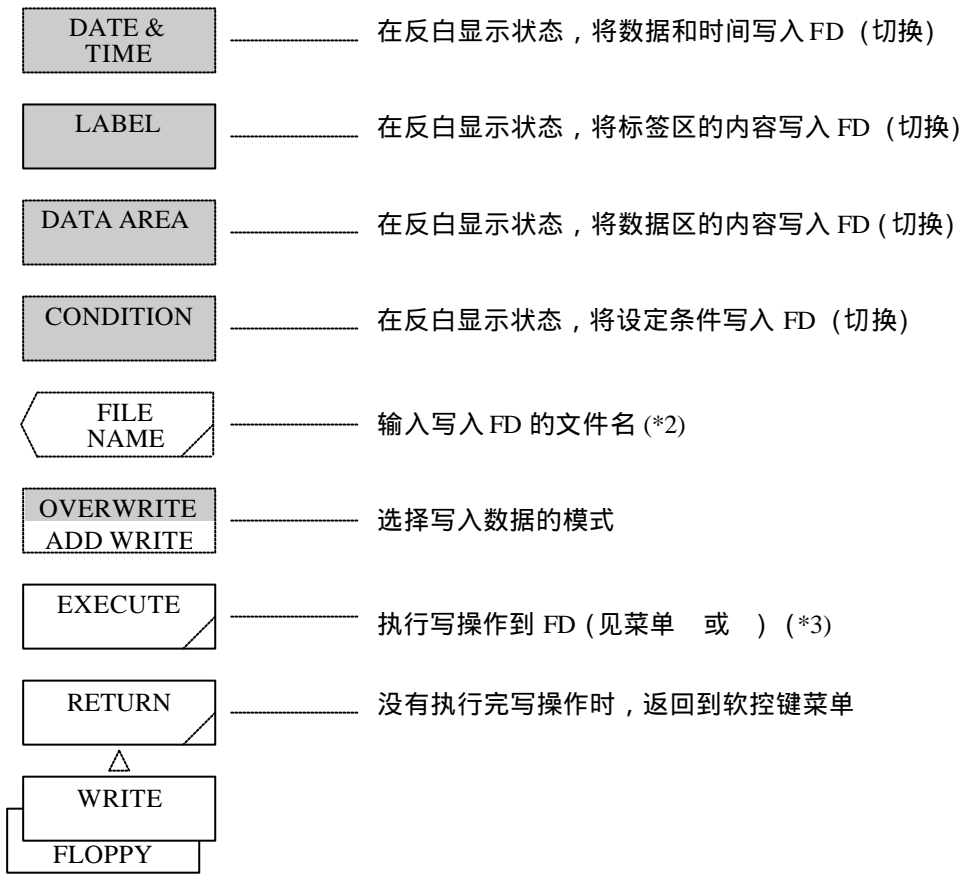 DATE &
TIME
在反白显示状态，将数据和时间写入 FD（切换）
LABEL
在反白显示状态，将标签区的内容写入 FD（切换）
DATA AREA
在反白显示状态，将数据区的内容写入 FD（切换）
CONDITION
在反白显示状态，将设定条件写入 FD（切换）
FILE
NAME
输入写入 FD 的文件名 (*2)
OVERWRITE
ADD WRITE
选择写入数据的模式
EXECUTE
执行写操作到 FD（见菜单　或　）(*3)
RETURN
没有执行完写操作时，返回到软控键菜单
WRITE
FLOPPY